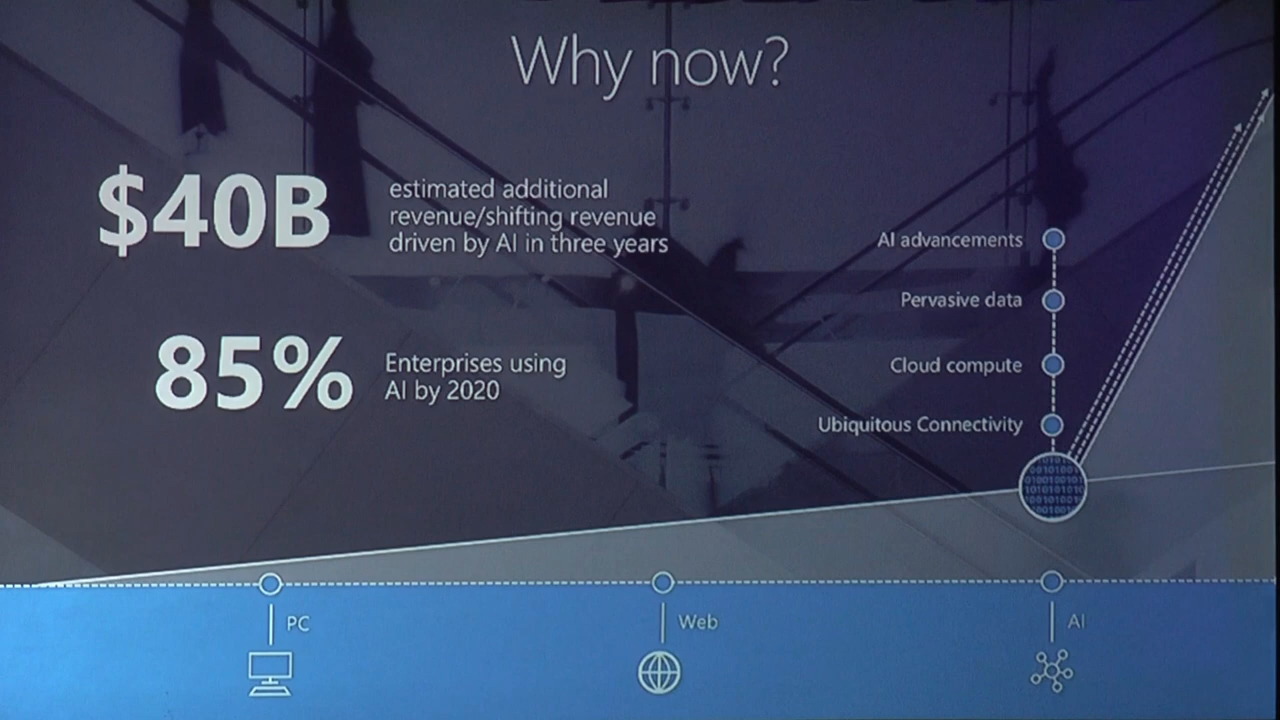 Why now?
$40B
estimated additional
revenue/shifting revenue
driven by AI in three years
85%
Enterprises using
AI by 2020
AI advancements
Pervasive data
Cloud compute
Ubiquitous Connectivity
PC
Web
AI